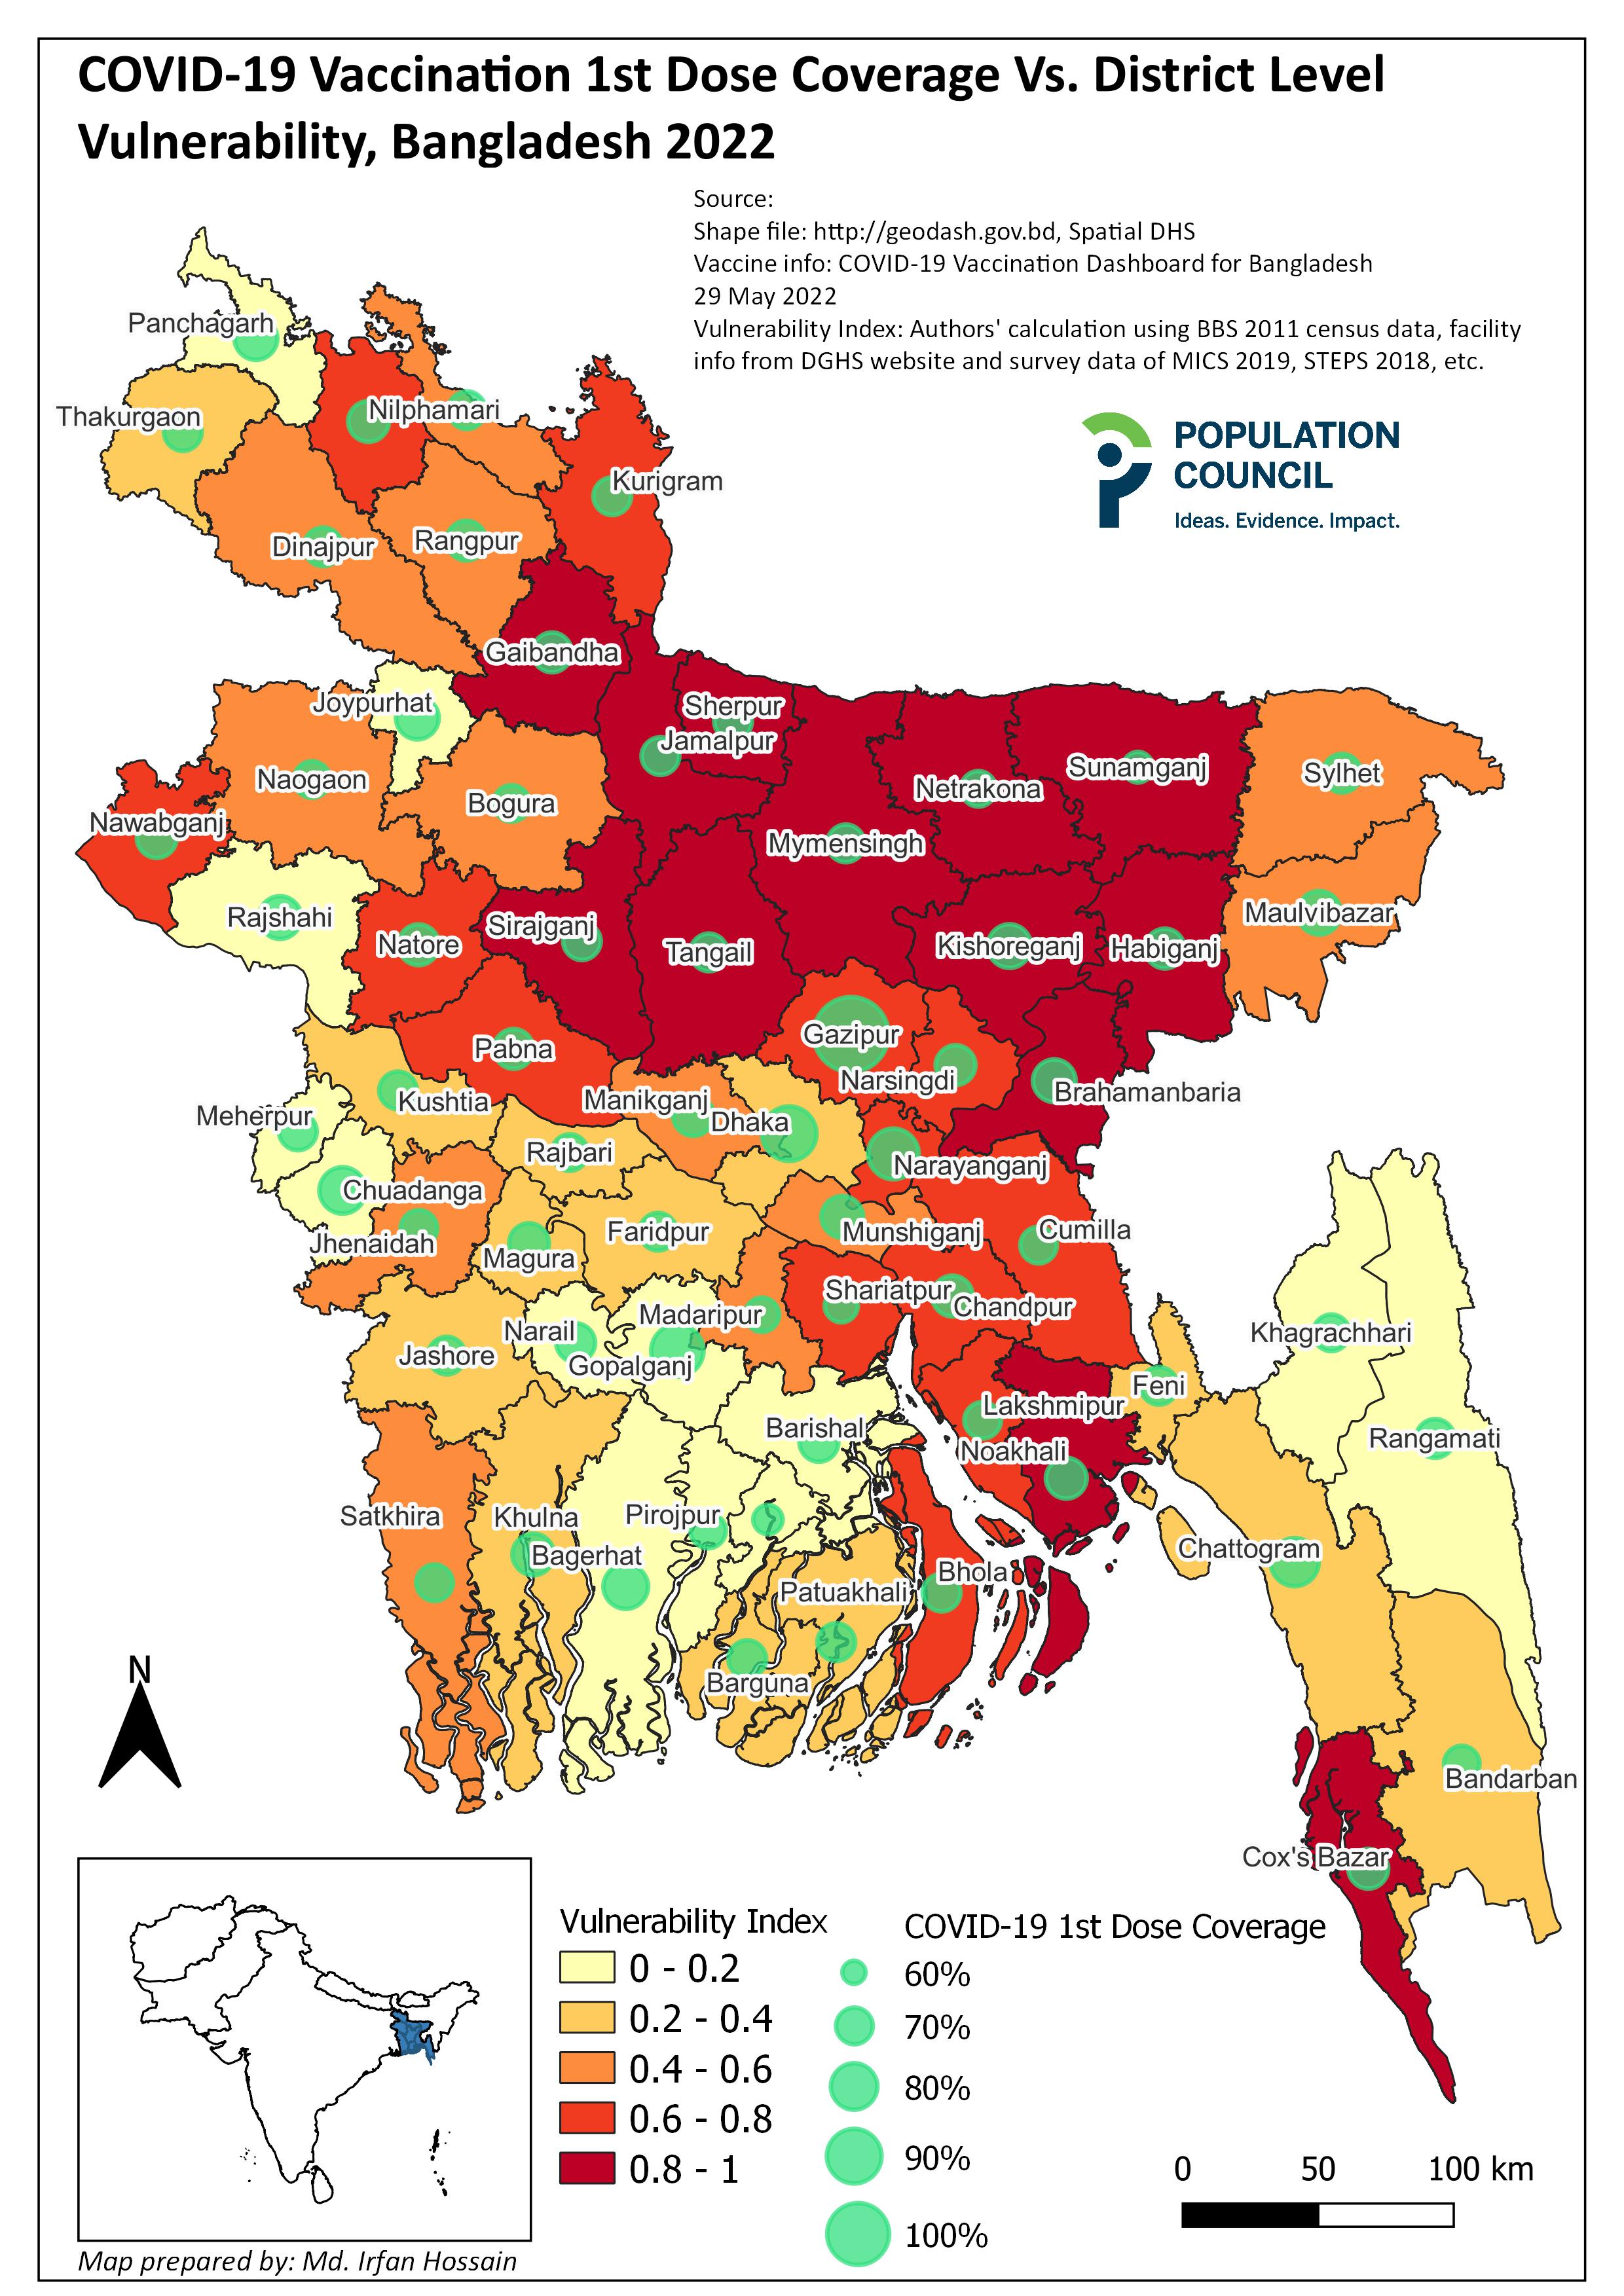 COVID-19 Vaccination 1st Dose Coverage Vs. District Level
Vulnerability, Bangladesh 2022
Source:
Shape file: http://geodash.gov.bd, Spatial DHS
Vaccine info: COVID-19 Vaccination Dashboard for Bangladesh
29 May 2022
Vulnerability Index: Authors' calculation using BBS 2011 census data, facility
info from DGHS website and survey data of MICS 2019, STEPS 2018, etc.
POPULATION
COUNCIL
Ideas. Evidence. Impact.
Panchagarh
Thakurgaon
Nilphamari
Kurigram
Dinajpur
Rangpur
Gaibandha
Joypurhat
Sherpur
Jamalpur
Naogaon
Bogura
Netrakona
Sunamganj
Sylhet
Nawabganj
Mymensingh
Rajshahi
Natore
Sirajganj
Tangail
Kishoreganj
Habiganj
Maulvibazar
Pabna
Gazipur
Narsingdi
Brahamanbaria
Kushtia
Manikganj
Dhaka
Meherpur
Rajbari
Narayanganj
Chuadanga
Jhenaidah
Magura
Faridpur
Munshiganj
Cumilla
Shariatpur
Chandpur
Madaripur
Narail
Gopalganj
Jashore
Khagrachhari
Feni
Lakshmipur
Barishal
Noakhali
Rangamati
Satkhira
Khulna
Pirojpur
Bagerhat
Chattogram
Bhola
Patuakhali
Barguna
Bandarban
Cox's Bazar
N
Vulnerability Index
0 - 0.2
0.2 - 0.4
0.4 - 0.6
0.6 - 0.8
0.8 - 1
COVID-19 1st Dose Coverage
60%
70%
80%
90%
100%
0 50 100 km
Map prepared by: Md. Irfan Hossain